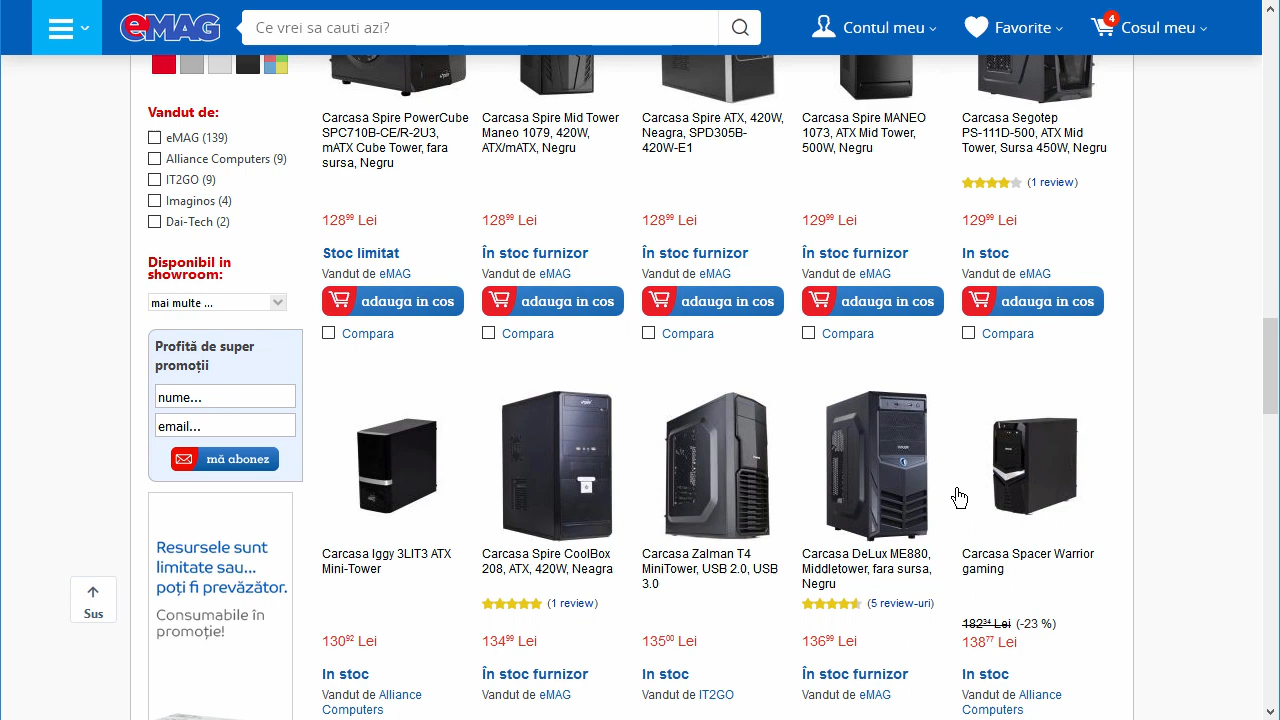 eMAG
Ce vrei sa cauti azi?
Contul meu
Favorite
4
Cosul meu
Vandut de:
eMAG (139)
Alliance Computers (9)
IT2GO (9)
Imaginos (4)
Dai-Tech (2)
Disponibil in
showroom:
mai multe ...
Profită de super
promoții
nume...
email...
mă abonez
Resursele sunt
limitate sau...
poți fi prevăzător.
Consumabile în
promoție!
Sus
Carcasa Spire PowerCube
SPC710B-CE/R-2U3,
mATX Cube Tower, fara
sursa, Negru
128⁹⁹ Lei
Stoc limitat
Vandut de eMAG
adauga in cos
Compara
Carcasa Spire Mid Tower
Maneo 1079, 420W,
ATX/mATX, Negru
128⁹⁹ Lei
În stoc furnizor
Vandut de eMAG
adauga in cos
Compara
Carcasa Spire ATX, 420W,
Neagra, SPD305B-
420W-E1
128⁹⁹ Lei
În stoc furnizor
Vandut de eMAG
adauga in cos
Compara
Carcasa Spire MANEO
1073, ATX Mid Tower,
500W, Negru
129⁹⁹ Lei
În stoc furnizor
Vandut de eMAG
adauga in cos
Compara
Carcasa Segotep
PS-111D-500, ATX Mid
Tower, Sursa 450W, Negru
(1 review)
129⁹⁹ Lei
In stoc
Vandut de eMAG
adauga in cos
Compara
Carcasa Iggy 3LIT3 ATX
Mini-Tower
130⁹² Lei
In stoc
Vandut de Alliance
Computers
Carcasa Spire CoolBox
208, ATX, 420W, Neagra
(1 review)
134⁹⁹ Lei
În stoc furnizor
Vandut de eMAG
Carcasa Zalman T4
MiniTower, USB 2.0, USB
3.0
135⁰⁰ Lei
In stoc
Vandut de IT2GO
Carcasa DeLux ME880,
Middletower, fara sursa,
Negru
(5 review-uri)
136⁹⁹ Lei
În stoc furnizor
Vandut de eMAG
Carcasa Spacer Warrior
gaming
182³⁴ Lei (-23 %)
138⁷⁷ Lei
In stoc
Vandut de Alliance
Computers